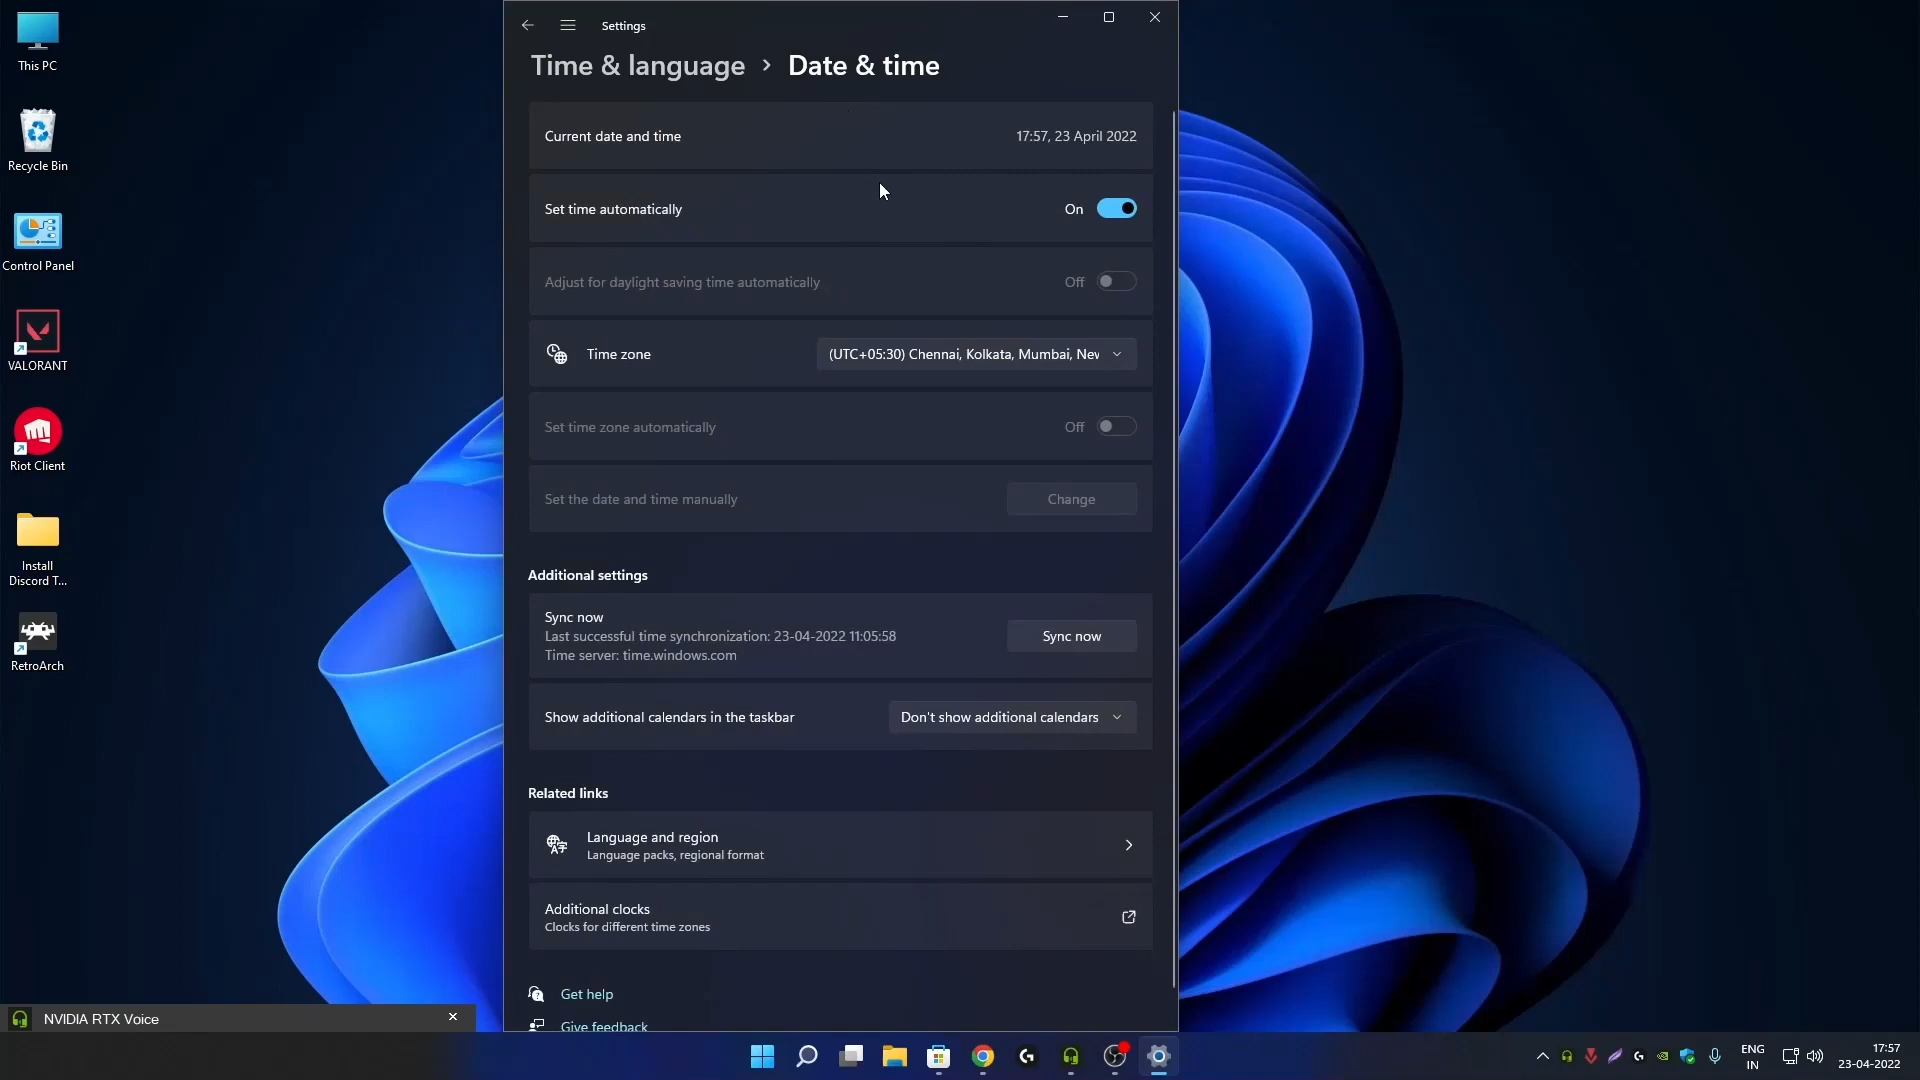 This PC
Recycle Bin
Control Panel
VALORANT
Riot Client
Install
Discord T...
RetroArch
Settings
Time & language > Date & time
Current date and time
17:57, 23 April 2022
Set time automatically
On
Adjust for daylight saving time automatically
Off
Time zone
(UTC+05:30) Chennai, Kolkata, Mumbai, Nev
Set time zone automatically
Off
Set the date and time manually
Change
Additional settings
Sync now
Last successful time synchronization: 23-04-2022 11:05:58
Time server: time.windows.com
Sync now
Show additional calendars in the taskbar
Don't show additional calendars
Related links
Language and region
Language packs, regional format
Additional clocks
Clocks for different time zones
Get help
Give feedback
NVIDIA RTX Voice
ENG
IN
17:57
23-04-2022